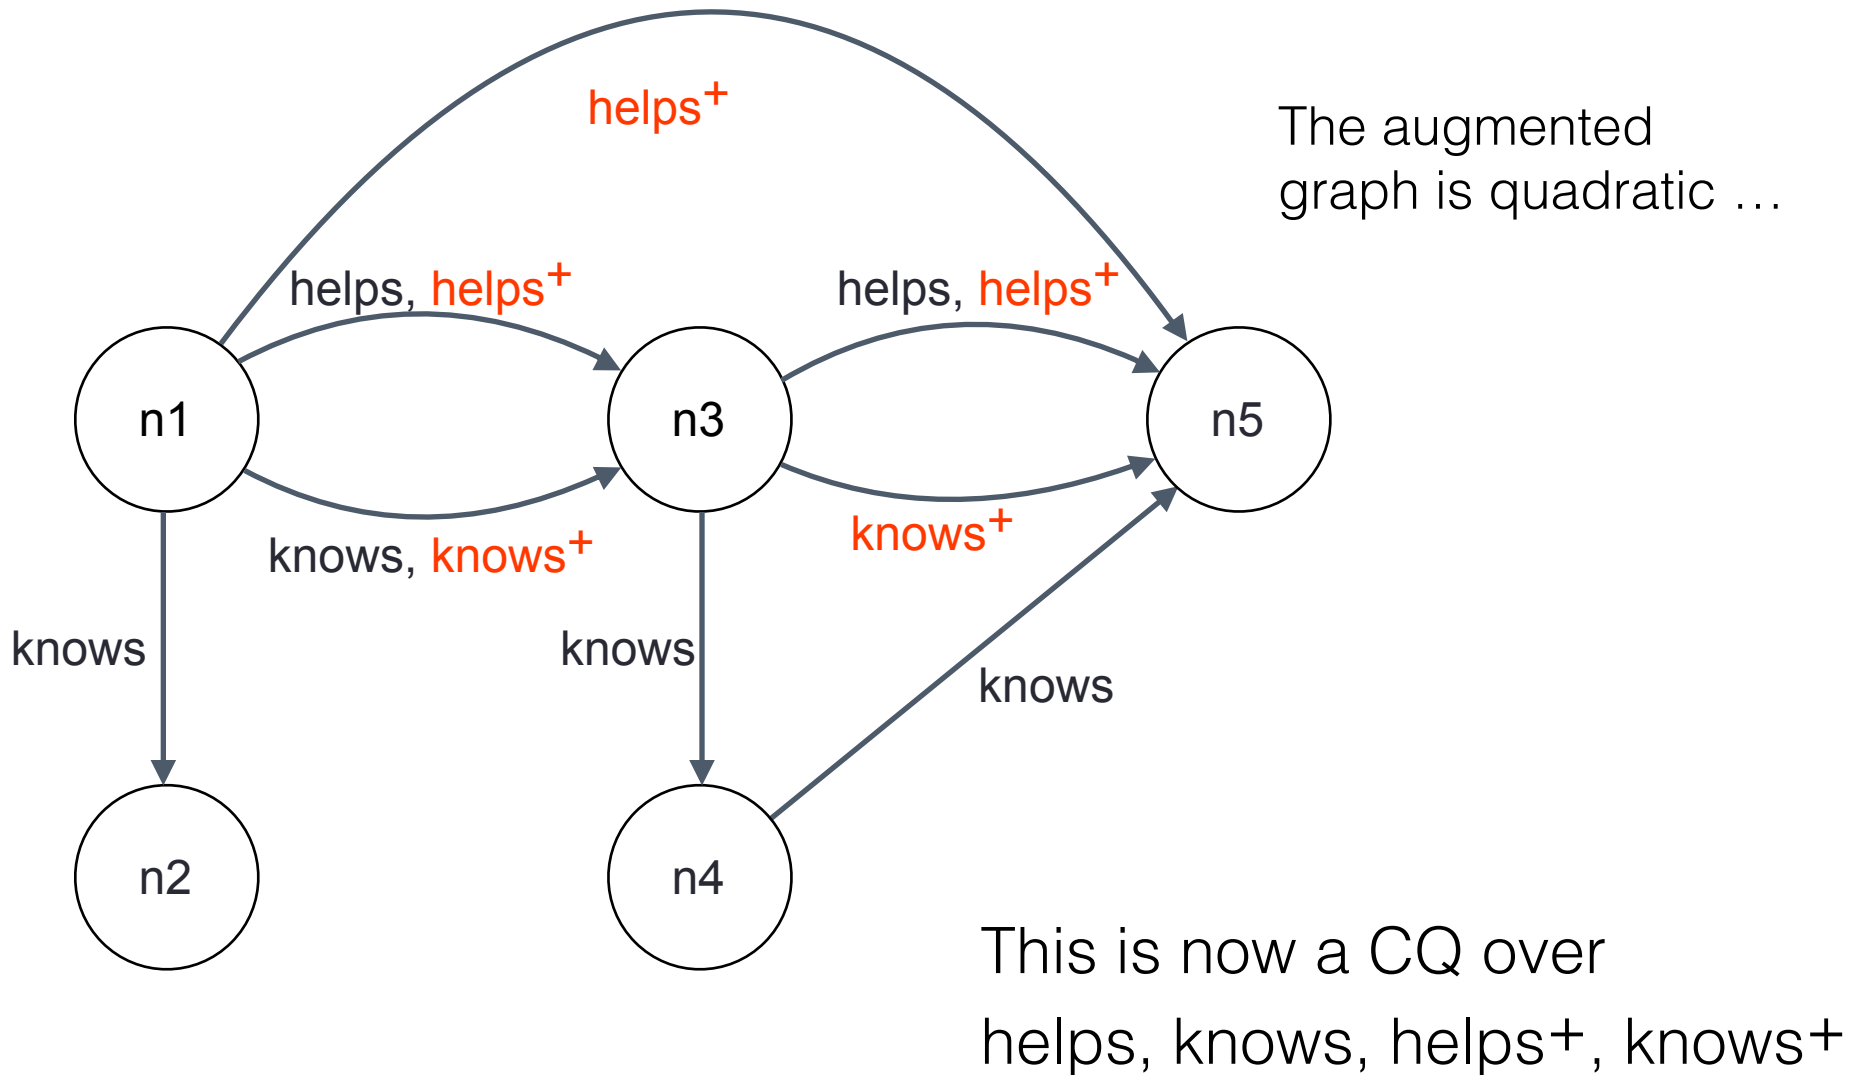 helps+
The augmented
graph is quadratic …
helps, helps+
helps, helps+
n1
n3
n5
knows, knows+
knows+
knows
knows
knows
n2
n4
This is now a CQ over
helps, knows, helps+, knows+